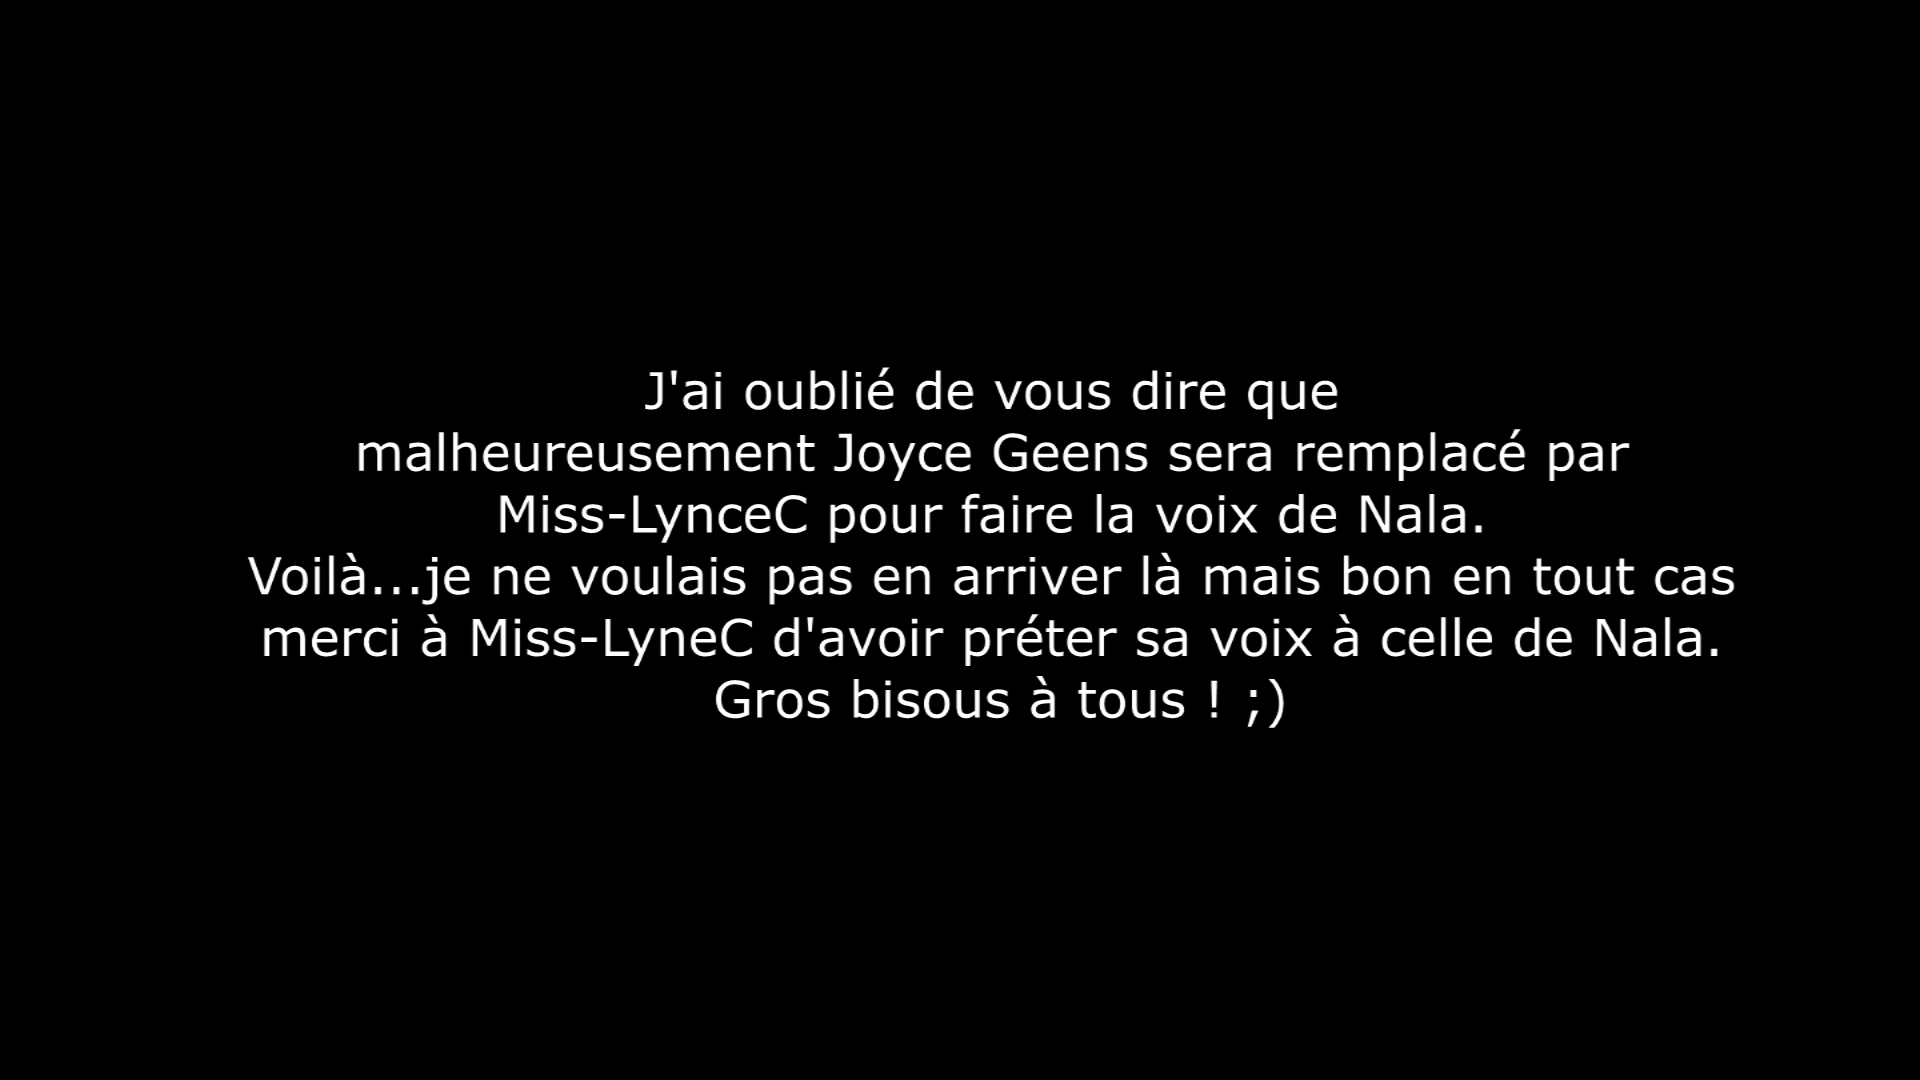 J'ai oublié de vous dire que
malheureusement Joyce Geens sera remplacé par
Miss-LynceC pour faire la voix de Nala.
Voilà...je ne voulais pas en arriver là mais bon en tout cas
merci à Miss-LyneC d'avoir préter sa voix à celle de Nala.
Gros bisous à tous ! ;)